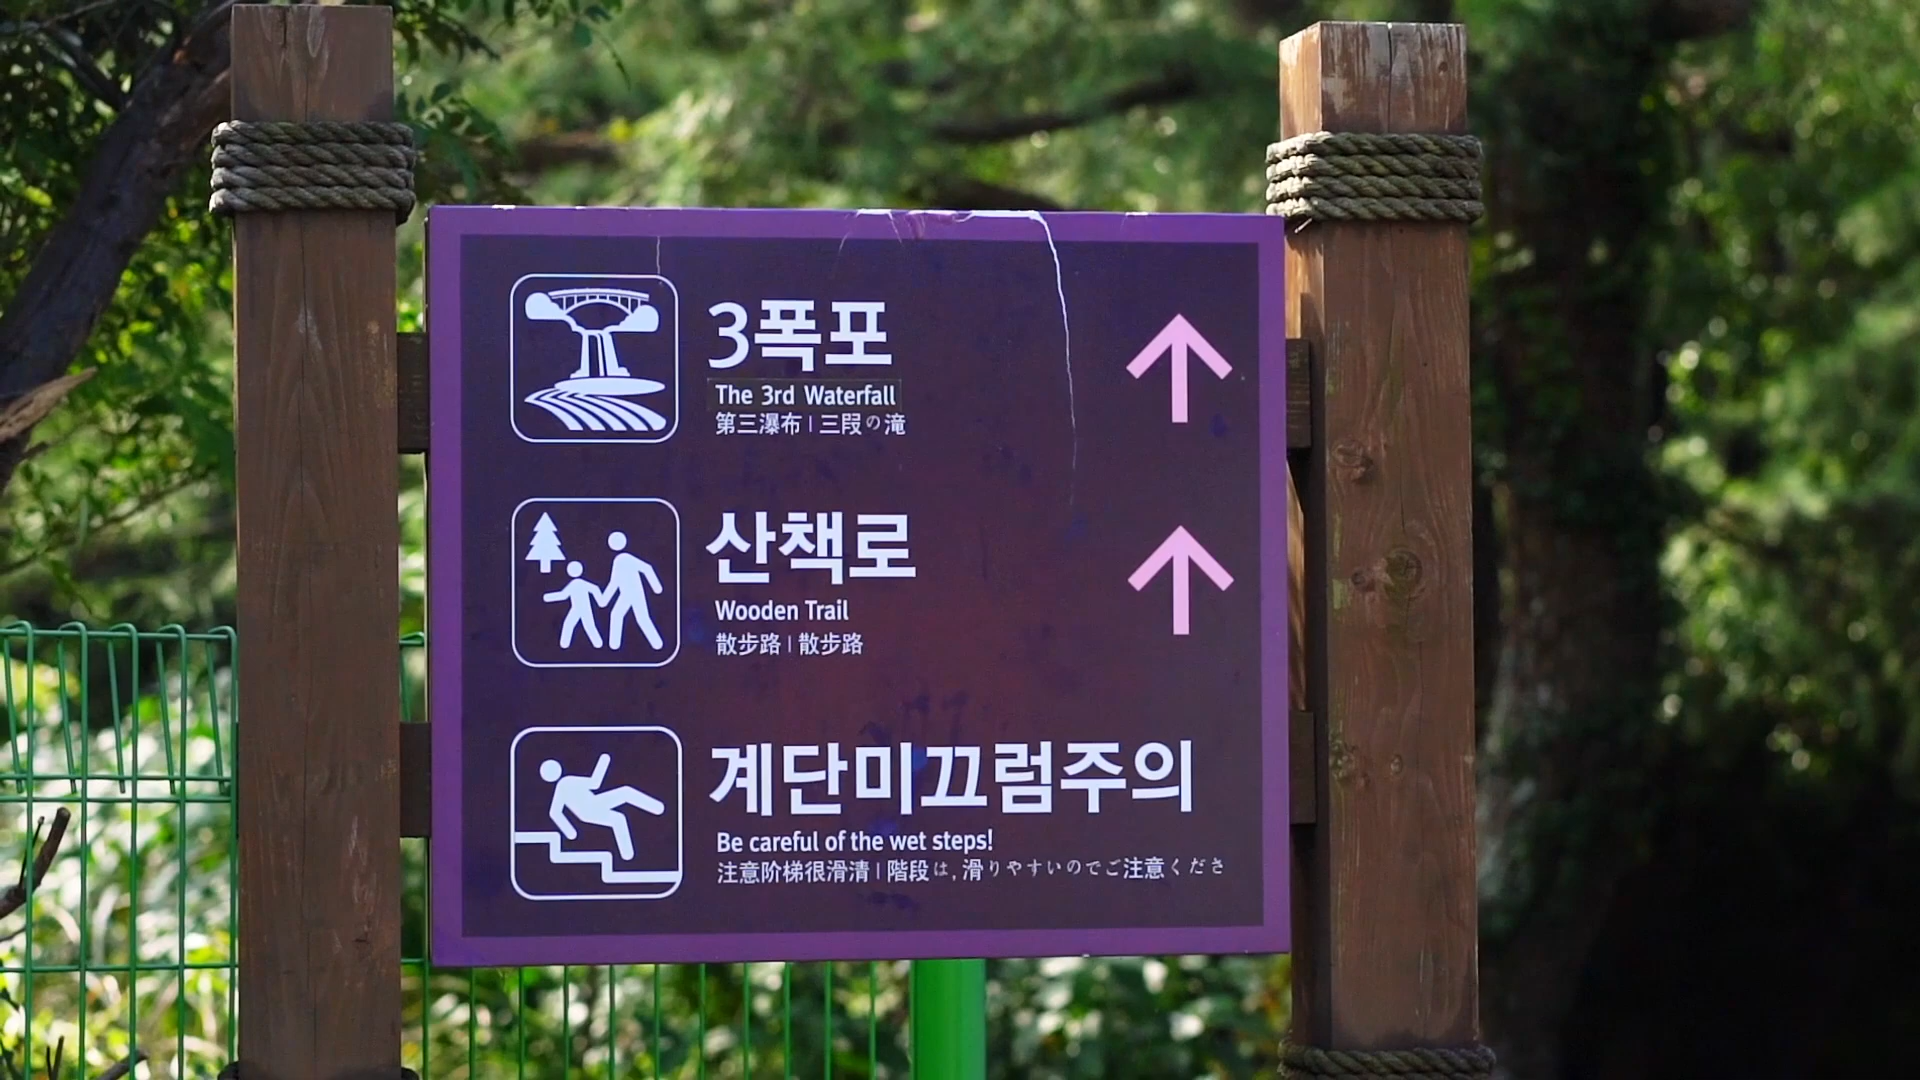 3폭포
The 3rd Waterfall
第三瀑布 | 三段の滝
산책로
Wooden Trail
散步路 | 散歩路
계단미끄럼주의
Be careful of the wet steps!
注意阶梯很滑清 | 階段は, 滑りやすいのでご注意くださ